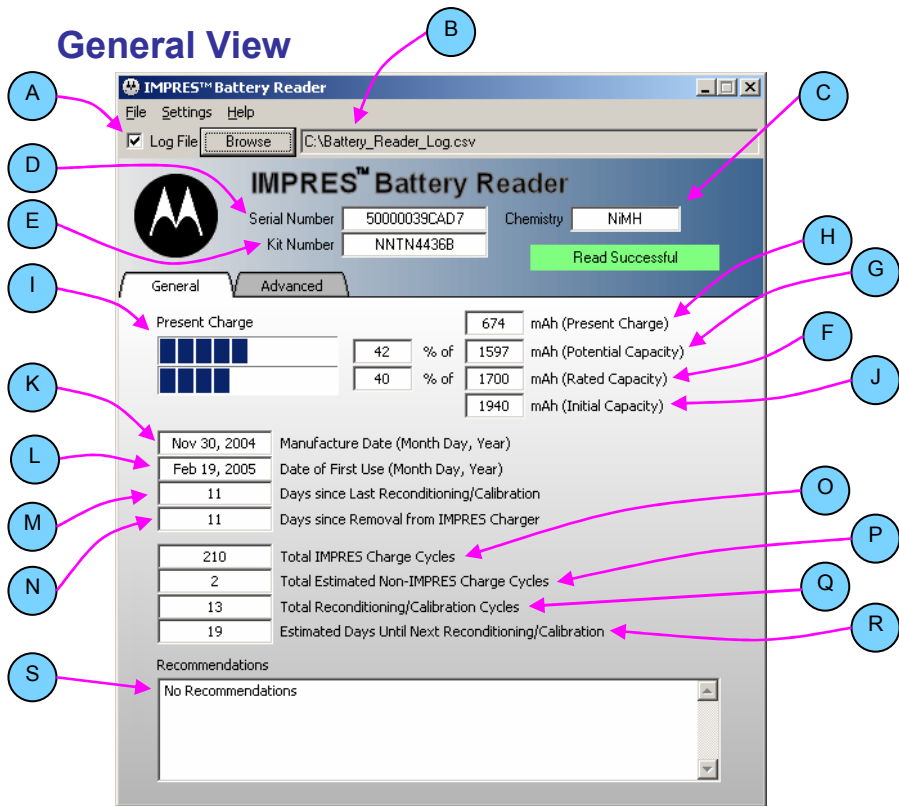 General View
B
A
IMPRES™ Battery Reader
C
File Settings Help
Log File Browse C:\Battery_Reader_Log.csv
D
IMPRES™ Battery Reader
Serial Number 50000039CAD7 Chemistry NiMH
E
Kit Number NNTN4436B
H
Read Successful
G
I
General Advanced
Present Charge
674 mAh (Present Charge)
F
42 % of 1597 mAh (Potential Capacity)
40 % of 1700 mAh (Rated Capacity)
J
K
1940 mAh (Initial Capacity)
Nov 30, 2004 Manufacture Date (Month Day, Year)
L
Feb 19, 2005 Date of First Use (Month Day, Year)
11 Days since Last Reconditioning/Calibration
O
M
11 Days since Removal from IMPRES Charger
P
210 Total IMPRES Charge Cycles
N
2 Total Estimated Non-IMPRES Charge Cycles
Q
13 Total Reconditioning/Calibration Cycles
19 Estimated Days Until Next Reconditioning/Calibration
R
Recommendations
S
No Recommendations